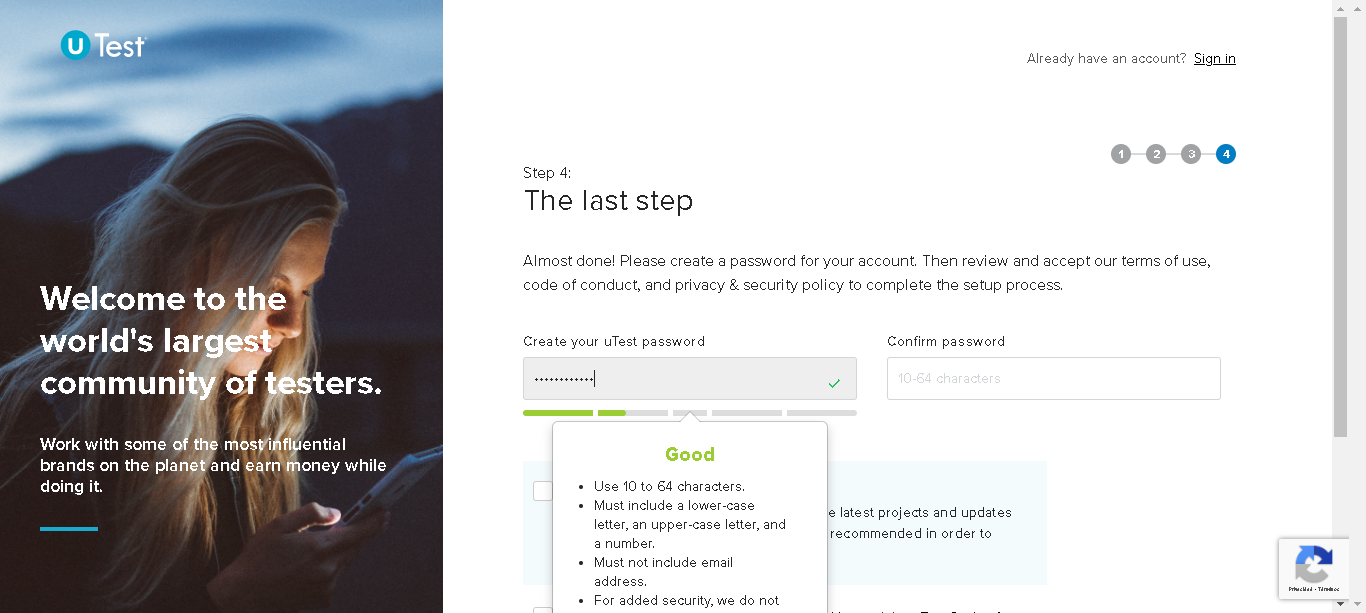 u Test
Already have an account? Sign in
1 2 3 4
Step 4:
The last step
Almost done! Please create a password for your account. Then review and accept our terms of use,
code of conduct, and privacy & security policy to complete the setup process.
Welcome to the
world's largest
community of testers.
Work with some of the most influential
brands on the planet and earn money while
doing it.
Create your uTest password
Confirm password
••••••••••••
10-64 characters
Good
Use 10 to 64 characters.
Must include a lower-case
letter, an upper-case letter, and
a number.
Must not include email
address.
For added security, we do not
e latest projects and updates
recommended in order to